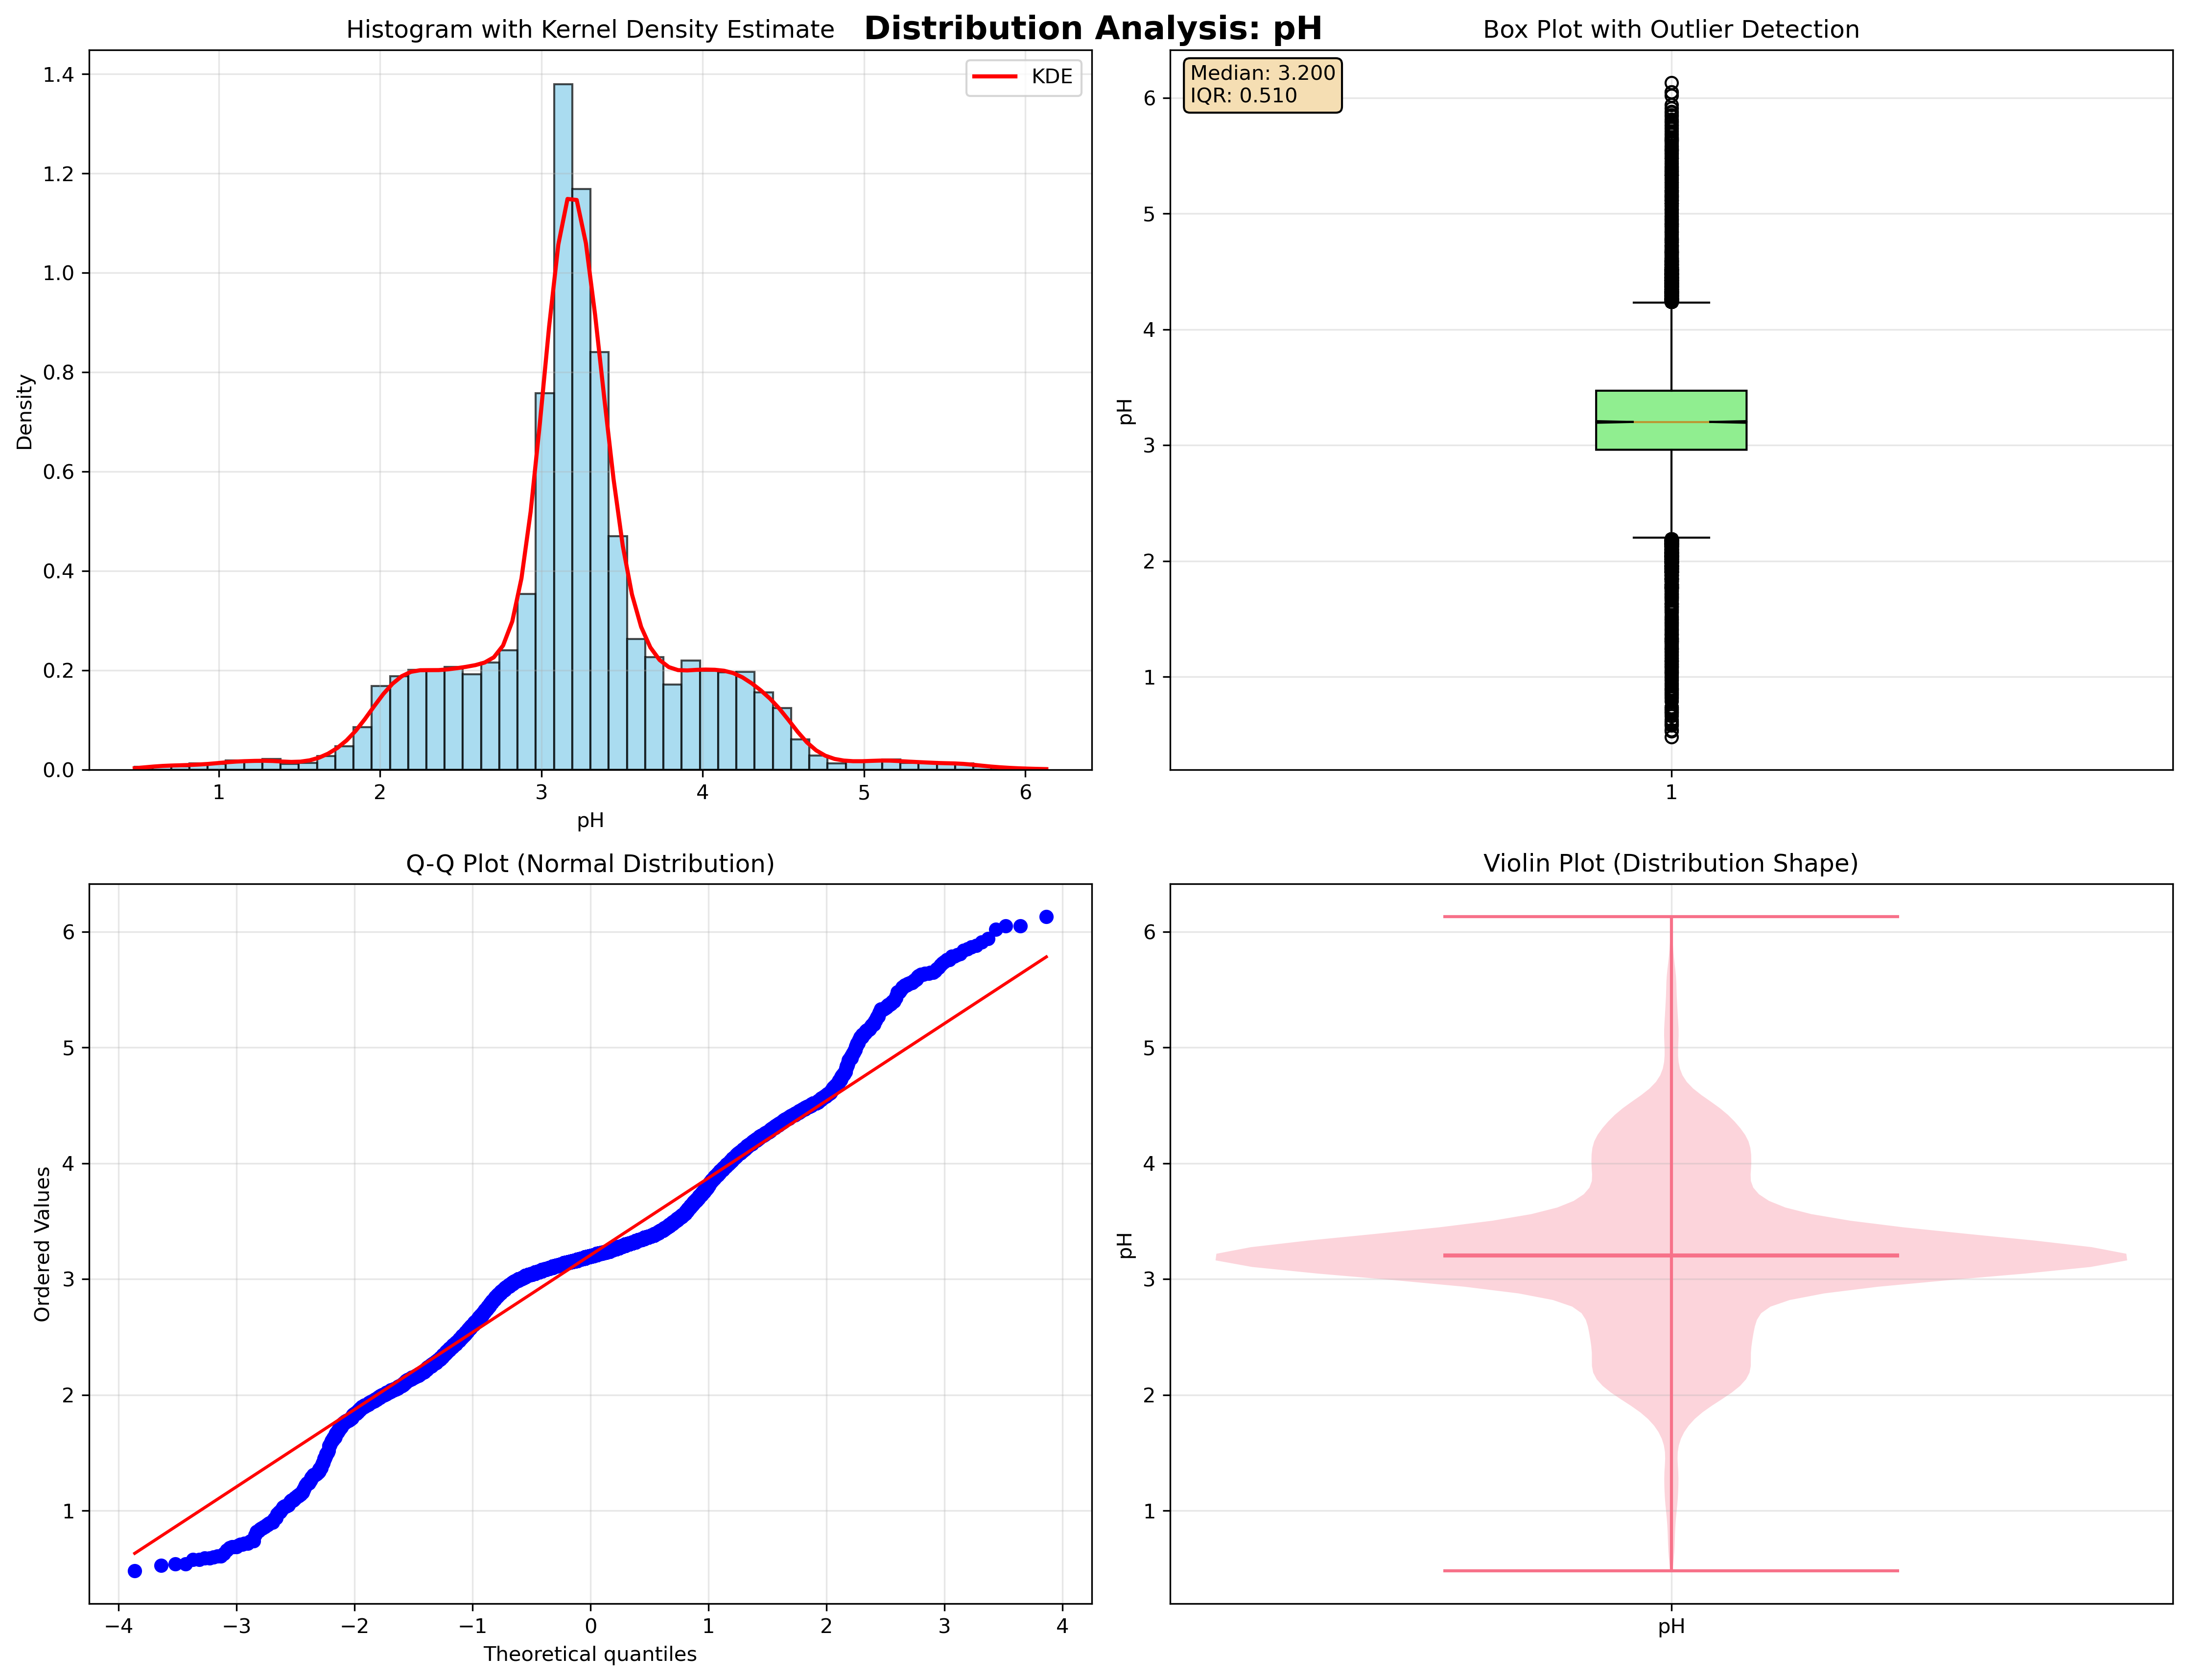 Distribution Analysis: pH
Histogram with Kernel Density Estimate
KDE
1.4
1.2
1.0
0.8
0.6
0.4
0.2
0.0
Density
1 2 3 4 5 6
pH
Box Plot with Outlier Detection
Median: 3.200
IQR: 0.510
6
5
4
3
2
1
pH
1
Q-Q Plot (Normal Distribution)
6
5
4
3
2
1
Ordered Values
−4 −3 −2 −1 0 1 2 3 4
Theoretical quantiles
Violin Plot (Distribution Shape)
6
5
4
3
2
1
pH
pH